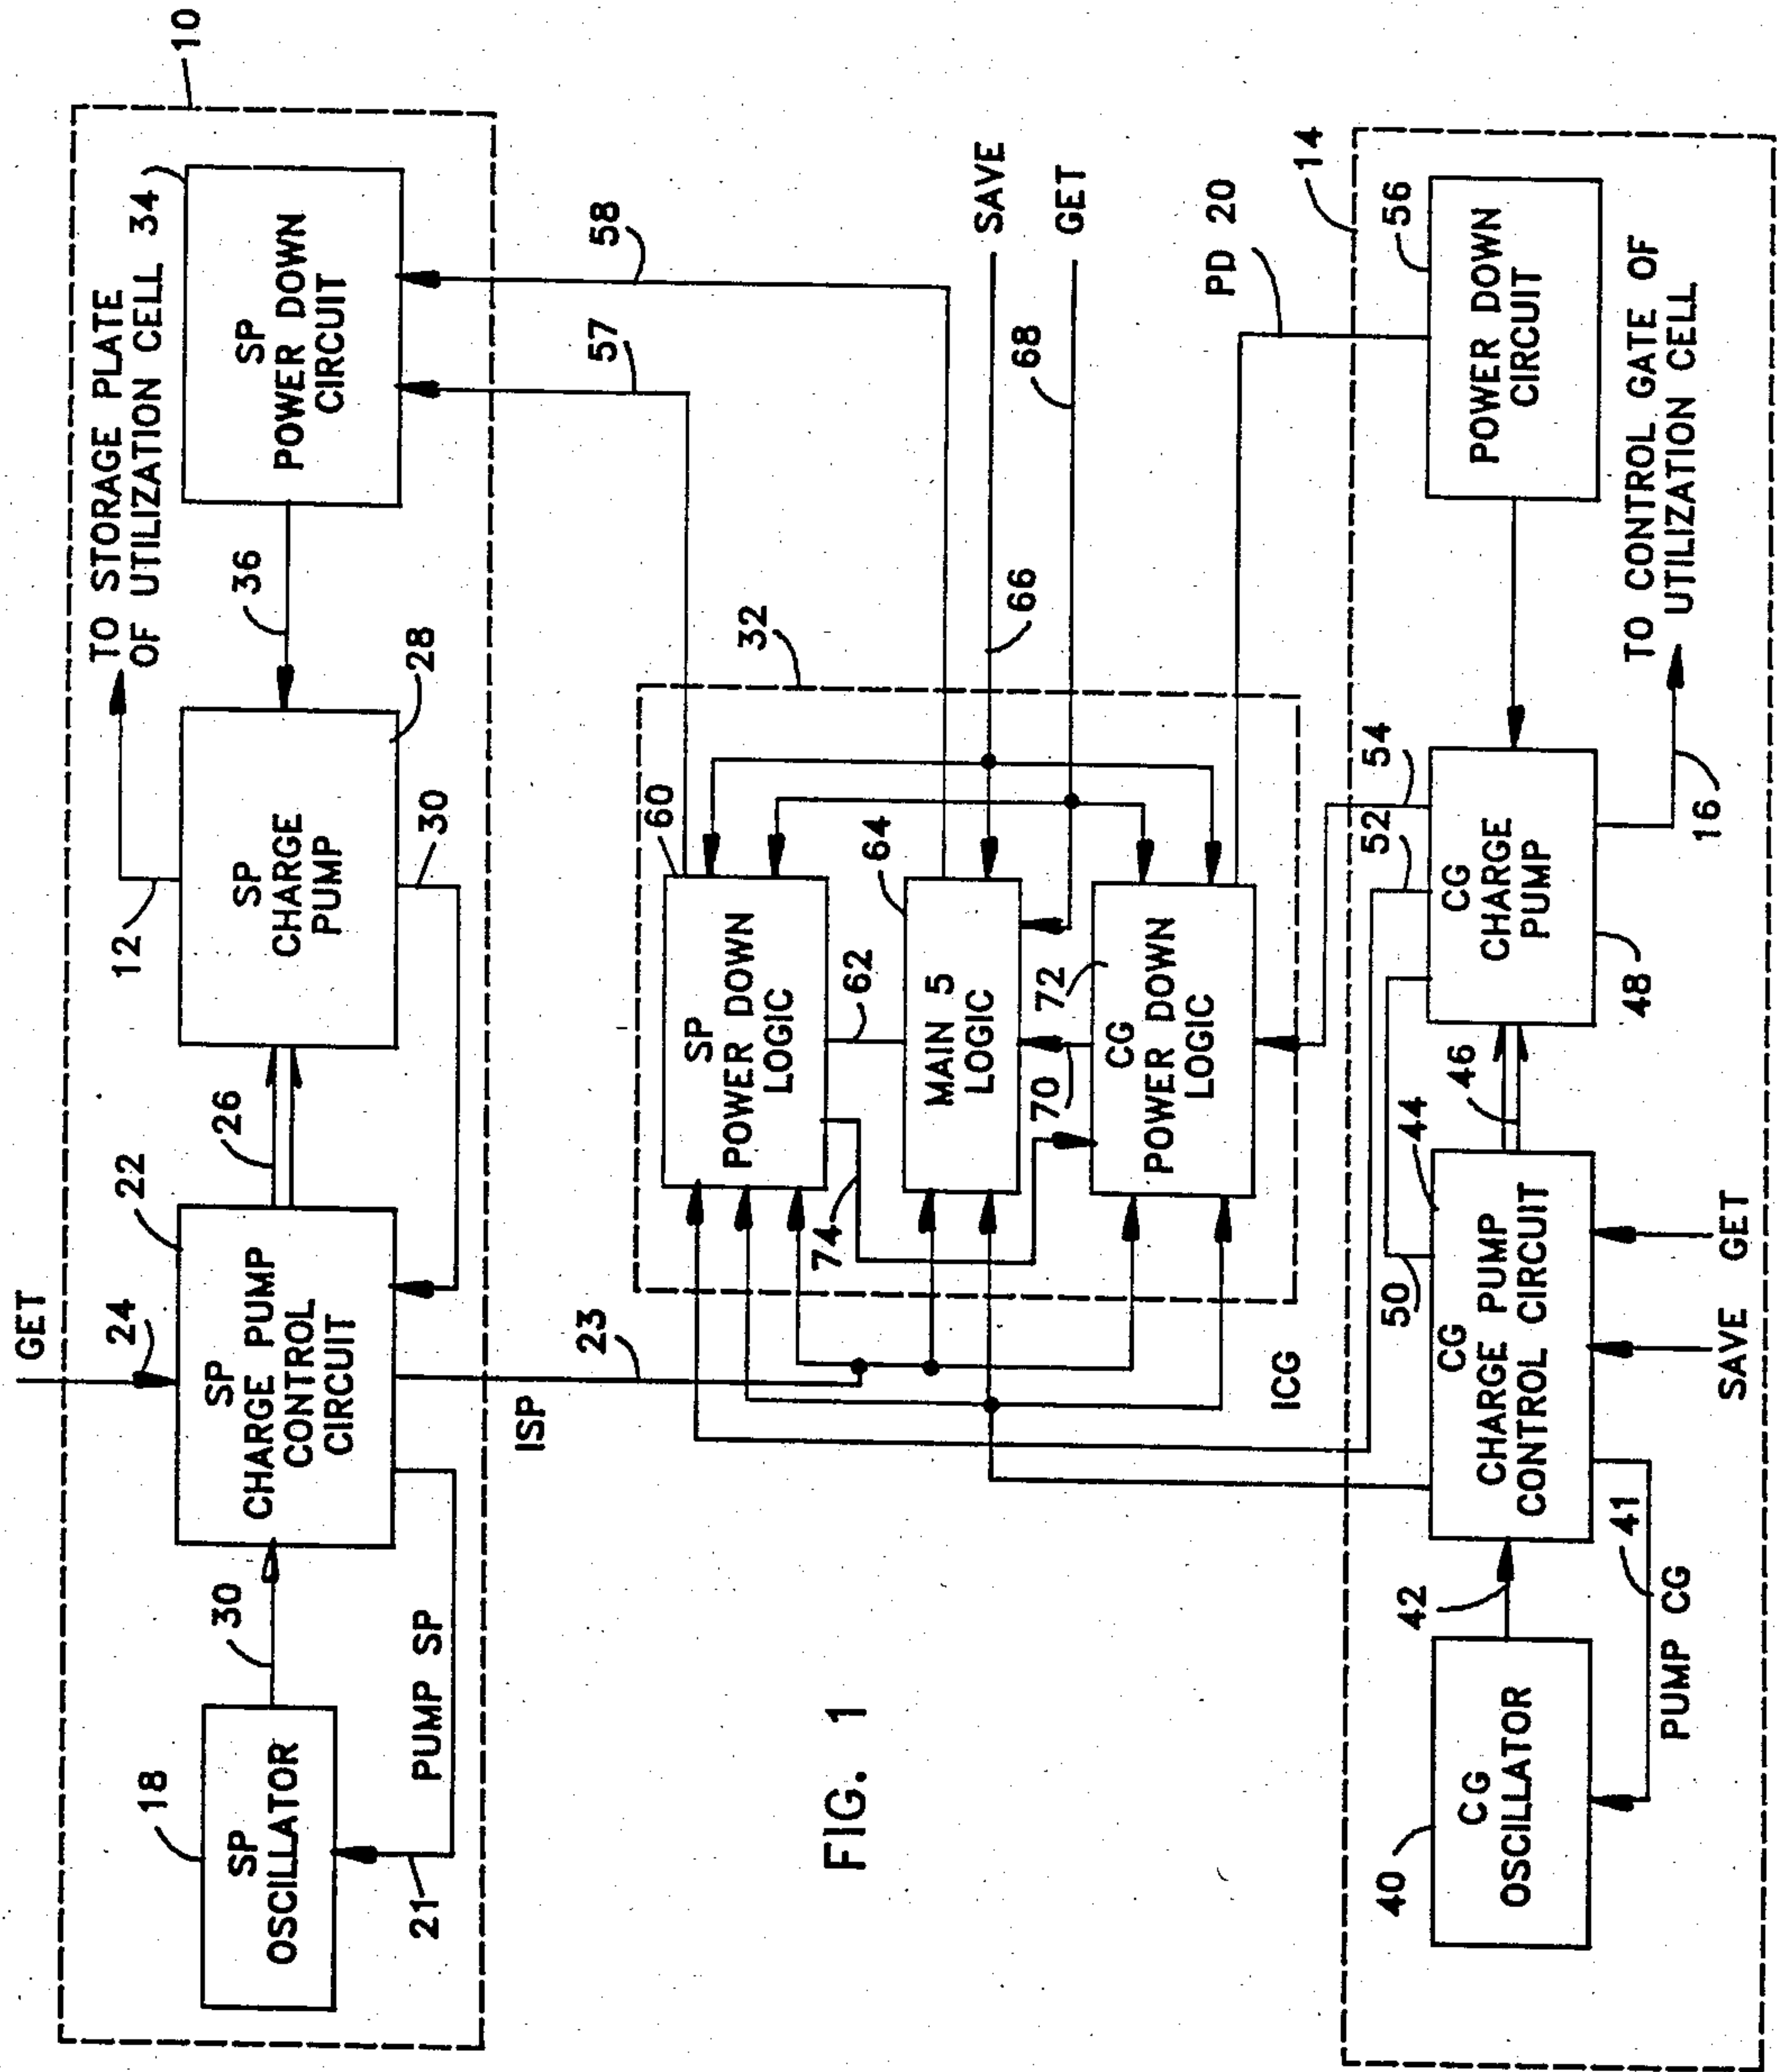 10
TO STORAGE PLATE
OF UTILIZATION CELL
34
SP
POWER DOWN
CIRCUIT
36
12
SP
CHARGE
PUMP
28
30
GET
24
22
SP
CHARGE PUMP
CONTROL
CIRCUIT
26
30
18
SP
OSCILLATOR
21
PUMP SP
ISP
23
57
58
32
60
SP
POWER DOWN
LOGIC
62
64
MAIN 5
LOGIC
74
70
72
CG
POWER DOWN
LOGIC
66
SAVE
68
GET
PD 20
ICG
FIG. 1
14
56
POWER DOWN
CIRCUIT
TO CONTROL GATE OF
UTILIZATION CELL
16
52
54
CG
CHARGE
PUMP
48
46
50
44
CG
CHARGE PUMP
CONTROL CIRCUIT
SAVE
GET
42
41
PUMP CG
40
CG
OSCILLATOR